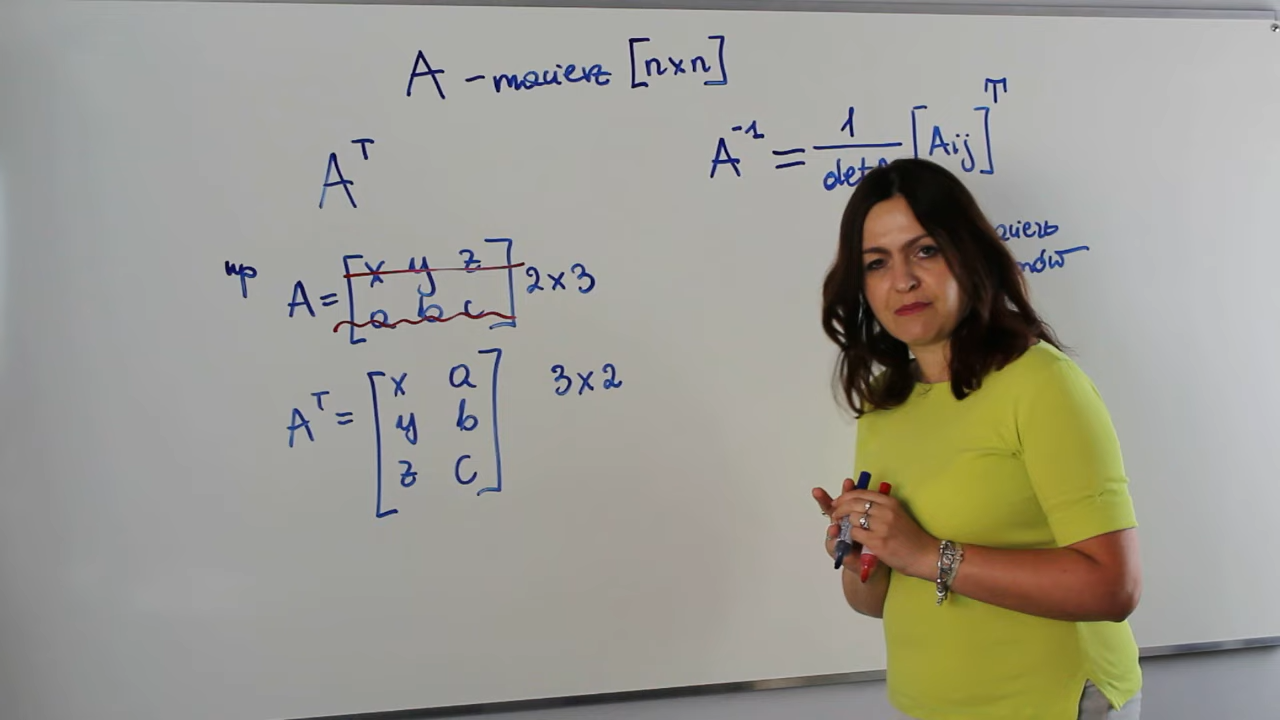 A - macierz [n×n]
A^T
A^-1 = 1 / det [Aij]^T
np
A = [x y z
a b c] 2×3
A^T = [x a
y b
z c] 3×2